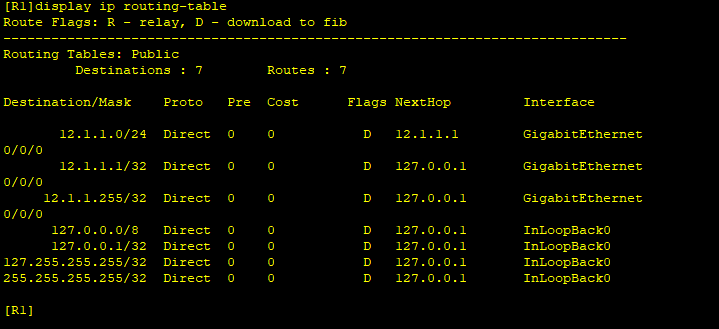 [R1]display ip routing-table
Route Flags: R - relay, D - download to fib
------------------------------------------------------------------------------
Routing Tables: Public
         Destinations : 7        Routes : 7

Destination/Mask    Proto   Pre  Cost      Flags NextHop         Interface

       12.1.1.0/24  Direct  0    0           D   12.1.1.1        GigabitEthernet
0/0/0
       12.1.1.1/32  Direct  0    0           D   127.0.0.1       GigabitEthernet
0/0/0
     12.1.1.255/32  Direct  0    0           D   127.0.0.1       GigabitEthernet
0/0/0
      127.0.0.0/8   Direct  0    0           D   127.0.0.1       InLoopBack0
      127.0.0.1/32  Direct  0    0           D   127.0.0.1       InLoopBack0
127.255.255.255/32  Direct  0    0           D   127.0.0.1       InLoopBack0
255.255.255.255/32  Direct  0    0           D   127.0.0.1       InLoopBack0

[R1]